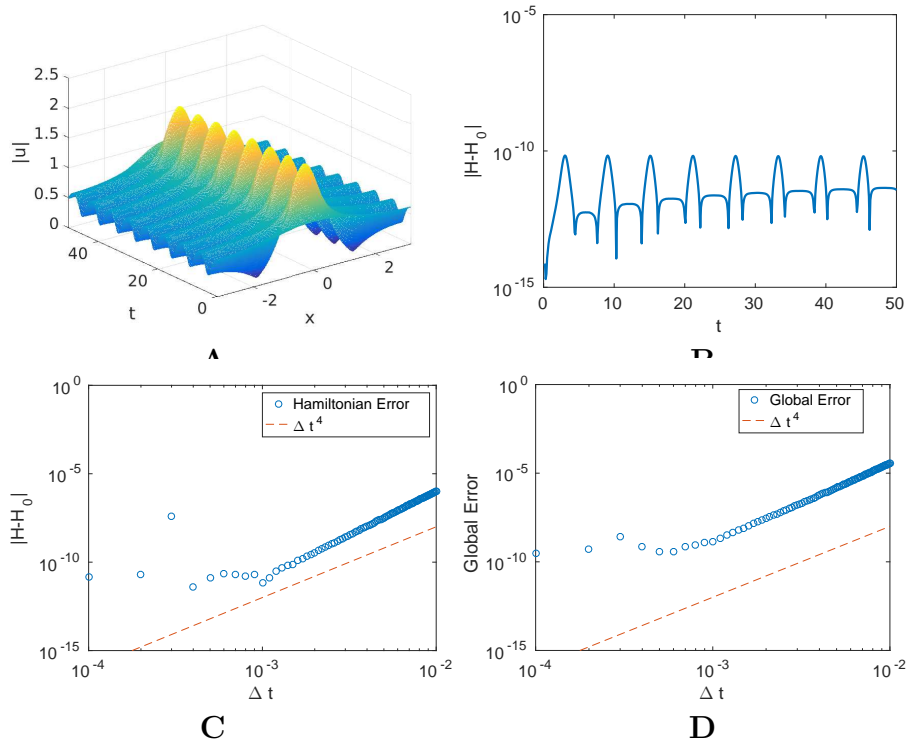 2.5
2
1.5
1
0.5
0
|u|
40
20
0
t
-2
0
2
x
A
10^-5
10^-10
10^-15
|H-H_0|
0 10 20 30 40 50
t
B
10^0
10^-5
10^-10
10^-15
|H-H_0|
Hamiltonian Error
Δ t^4
10^-4 10^-3 10^-2
Δ t
C
10^0
10^-5
10^-10
10^-15
Global Error
Global Error
Δ t^4
10^-4 10^-3 10^-2
Δ t
D